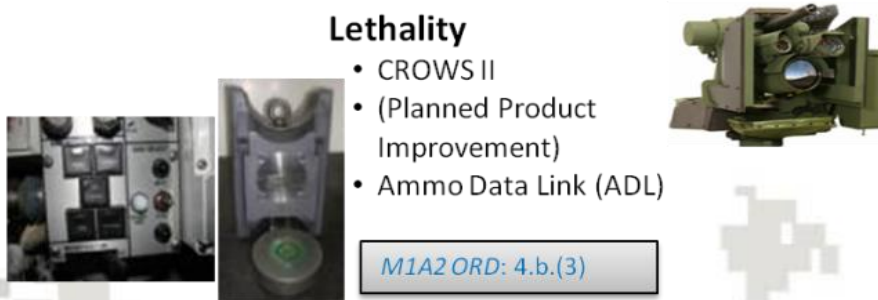 Lethality
• CROWS II
• (Planned Product
Improvement)
• Ammo Data Link (ADL)
M1A2 ORD: 4.b.(3)